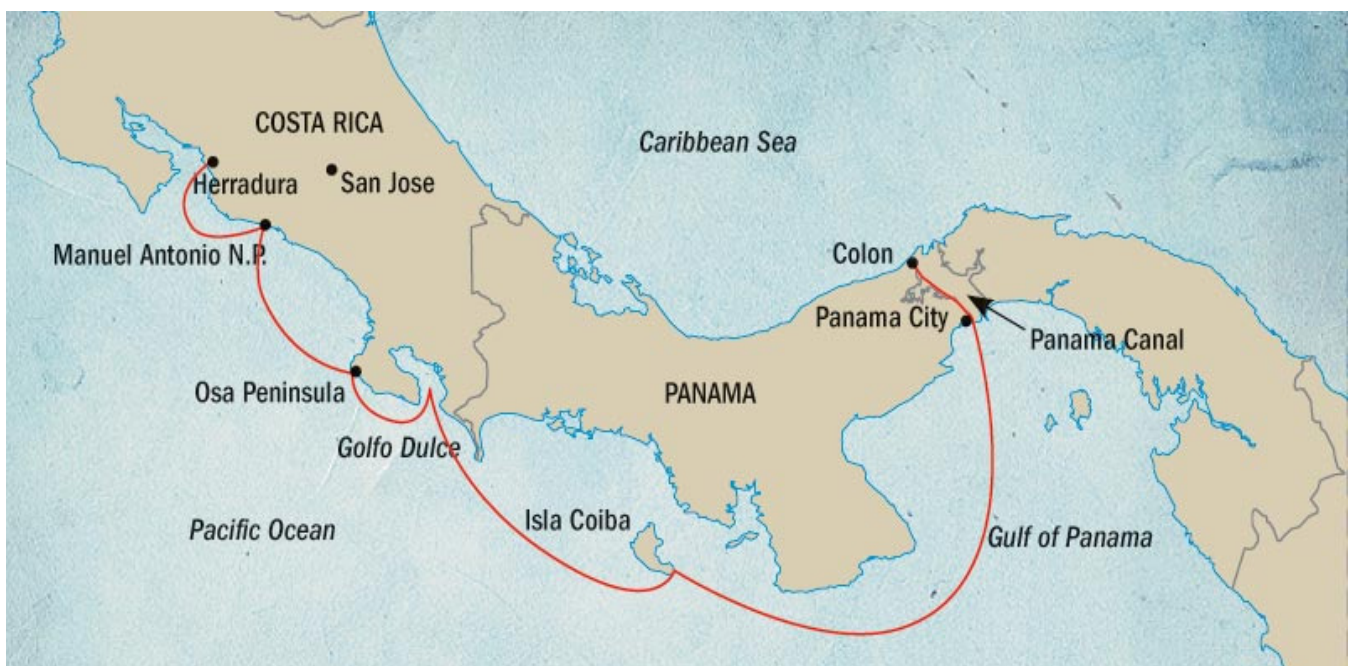 COSTA RICA
Caribbean Sea
Herradura
San Jose
Manuel Antonio N.P.
Colon
Panama City
Panama Canal
Osa Peninsula
PANAMA
Golfo Dulce
Isla Coiba
Pacific Ocean
Gulf of Panama